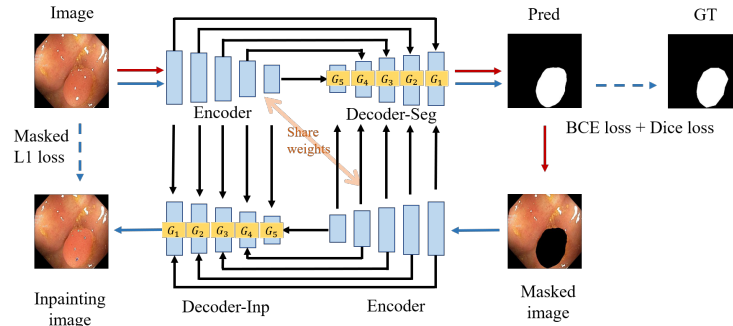 Image
Pred
GT
G5 G4 G3 G2 G1
Encoder
Decoder-Seg
Share
weights
BCE loss + Dice loss
Masked
L1 loss
G1 G2 G3 G4 G5
Inpainting
image
Decoder-Inp
Encoder
Masked
image